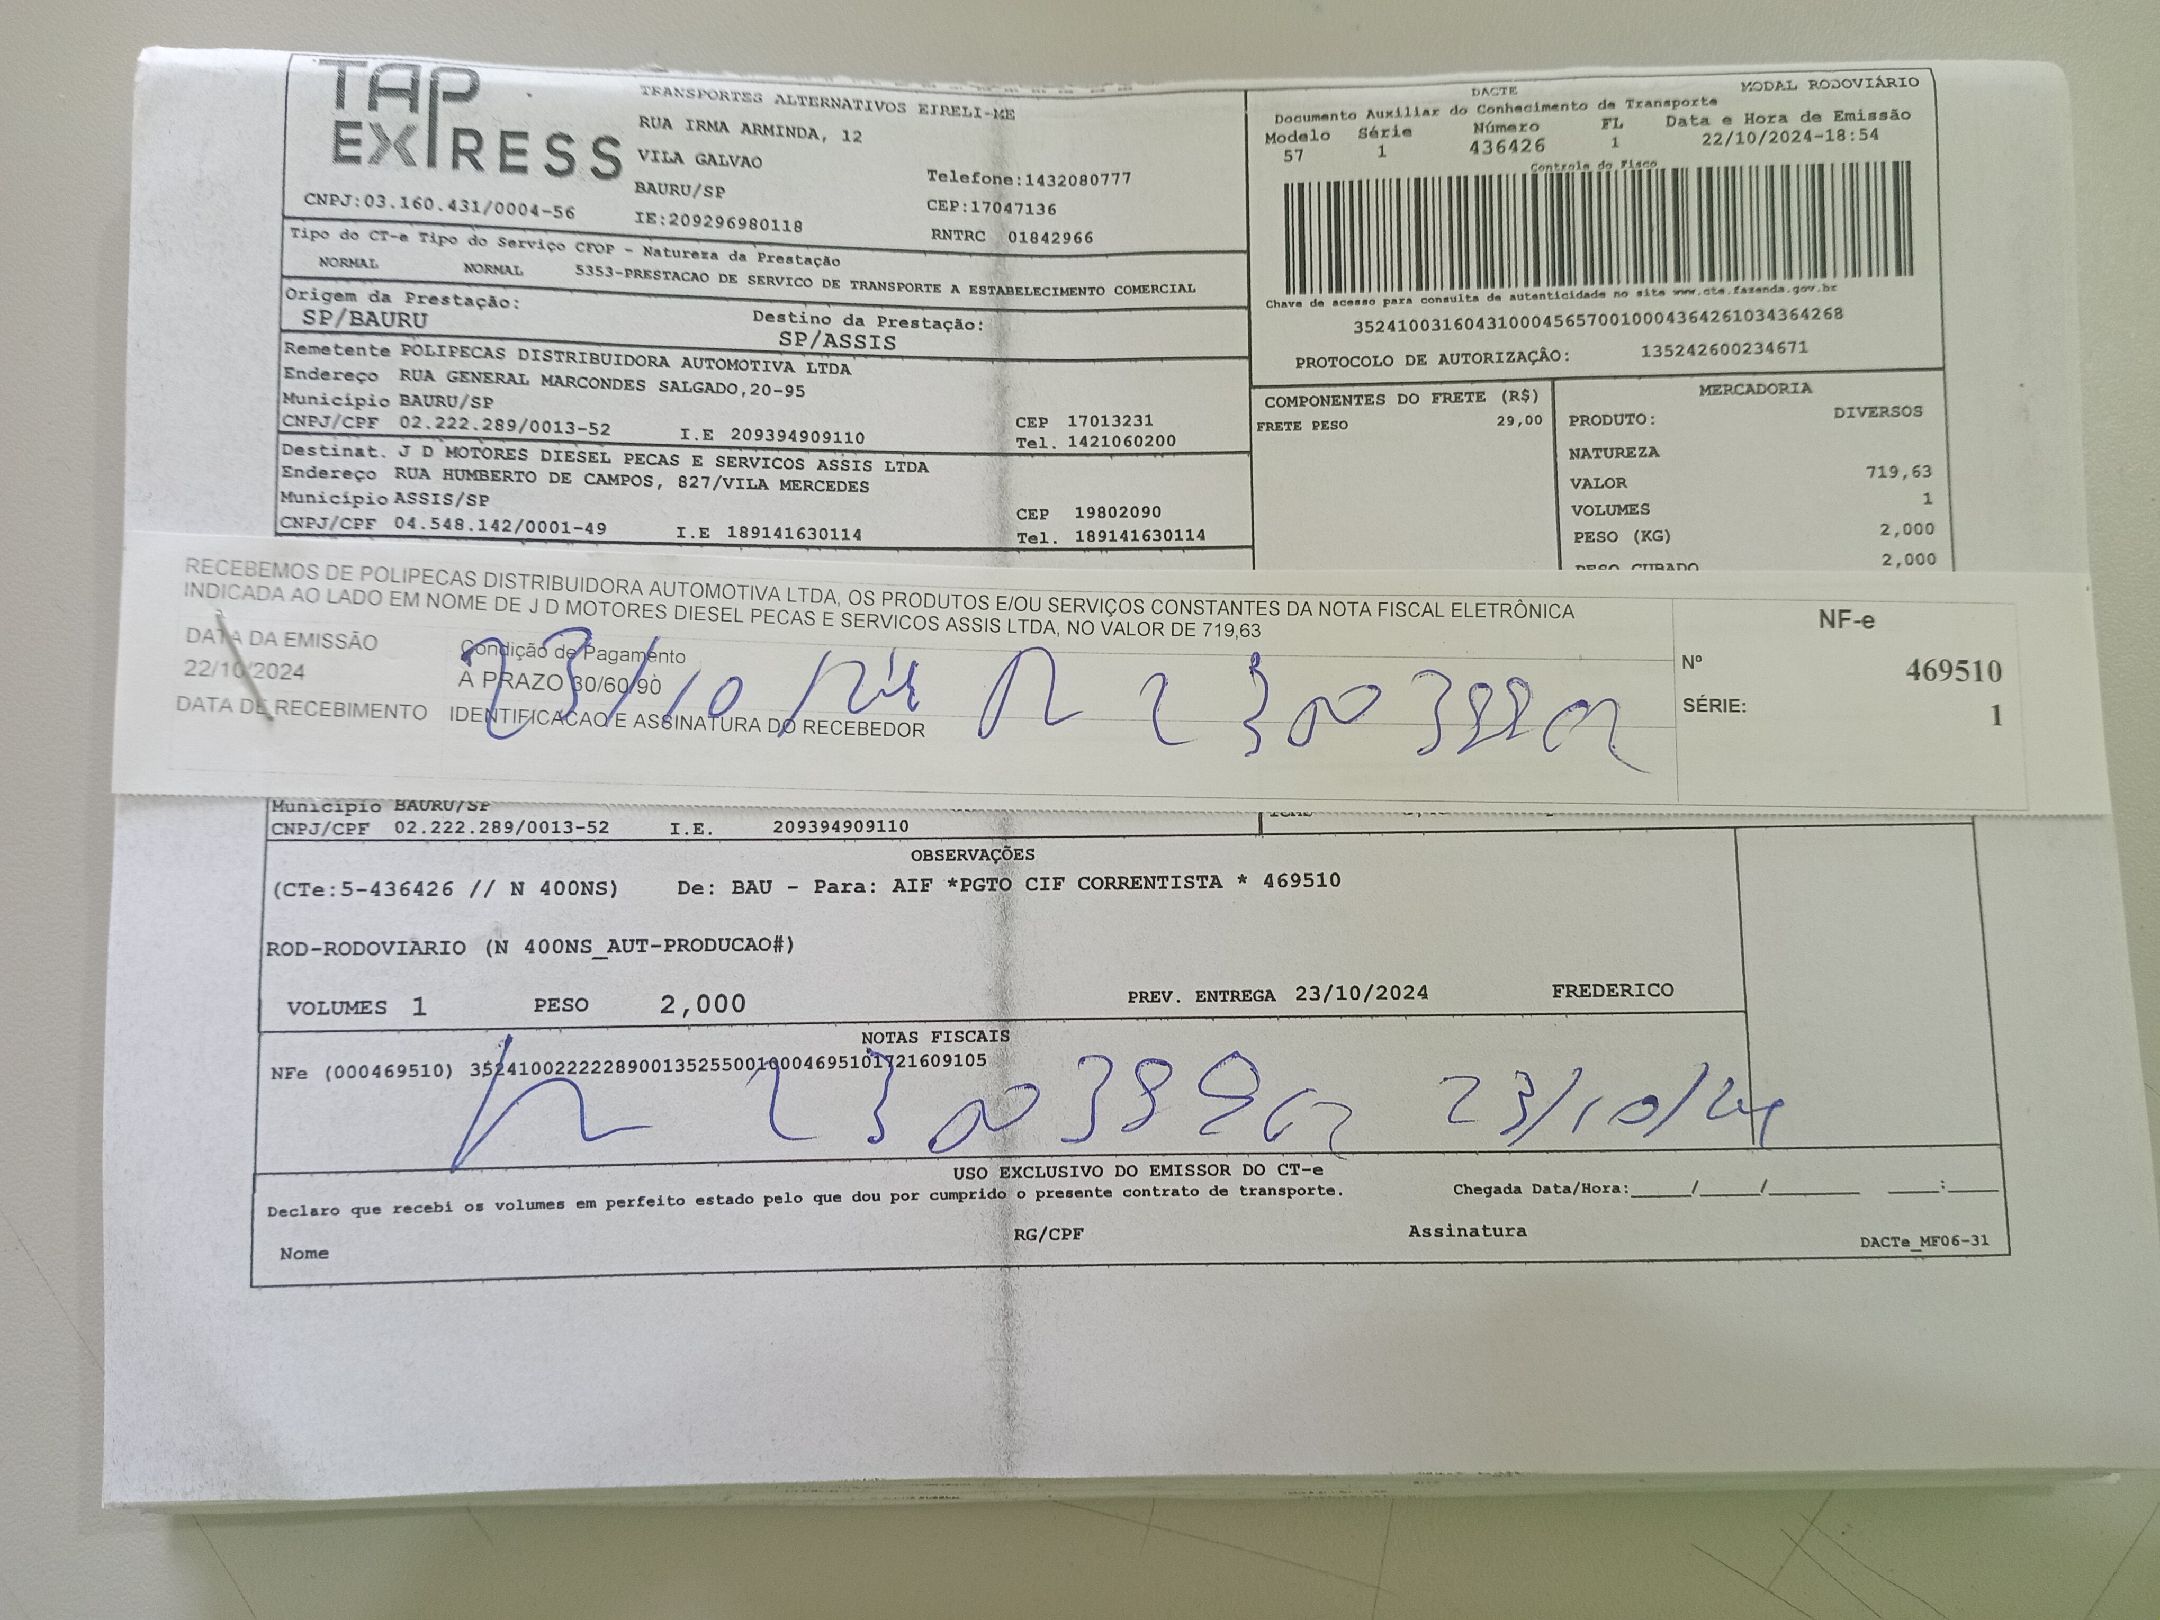 TAP EXPRESS
TRANSPORTES ALTERNATIVOS EIRELI-ME
RUA IRMA ARMINDA, 12
VILA GALVAO
BAURU/SP
Telefone:1432080777
CNPJ:03.160.431/0004-56
IE:209296980118
CEP:17047136
RNTRC 01842966
DACTE
MODAL RODOVIÁRIO
Documento Auxiliar do Conhecimento de Transporte
Modelo Série Número FL Data e Hora de Emissão
57 1 436426 1 22/10/2024-18:54
Controle do Fisco
Chave de acesso para consulta de autenticidade no site www.cte.fazenda.gov.br
35241003160431000456570010004364261034364268
PROTOCOLO DE AUTORIZAÇÂO: 135242600234671
Tipo do CT-e Tipo do Serviço CFOP - Natureza da Prestação
NORMAL NORMAL 5353-PRESTACAO DE SERVICO DE TRANSPORTE A ESTABELECIMENTO COMERCIAL
Origem da Prestação:
SP/BAURU
Destino da Prestação:
SP/ASSIS
Remetente POLIPECAS DISTRIBUIDORA AUTOMOTIVA LTDA
Endereço RUA GENERAL MARCONDES SALGADO,20-95
Município BAURU/SP
CEP 17013231
CNPJ/CPF 02.222.289/0013-52 I.E 209394909110 Tel. 1421060200
Destinat. J D MOTORES DIESEL PECAS E SERVICOS ASSIS LTDA
Endereço RUA HUMBERTO DE CAMPOS, 827/VILA MERCEDES
Município ASSIS/SP
CEP 19802090
CNPJ/CPF 04.548.142/0001-49 I.E 189141630114 Tel. 189141630114
COMPONENTES DO FRETE (R$)
FRETE PESO 29,00
MERCADORIA
PRODUTO: DIVERSOS
NATUREZA
VALOR 719,63
VOLUMES 1
PESO (KG) 2,000
PESO CUBADO 2,000
RECEBEMOS DE POLIPECAS DISTRIBUIDORA AUTOMOTIVA LTDA, OS PRODUTOS E/OU SERVIÇOS CONSTANTES DA NOTA FISCAL ELETRÔNICA
INDICADA AO LADO EM NOME DE J D MOTORES DIESEL PECAS E SERVICOS ASSIS LTDA, NO VALOR DE 719,63
DATA DA EMISSÃO
22/10/2024
Condição de Pagamento
A PRAZO 30/60/90
DATA DE RECEBIMENTO
IDENTIFICACAO E ASSINATURA DO RECEBEDOR
23/10
NF-e
Nº 469510
SÉRIE: 1
Município BAURU/SP
CNPJ/CPF 02.222.289/0013-52 I.E. 209394909110
OBSERVAÇÕES
(CTe:5-436426 // N 400NS) De: BAU - Para: AIF *PGTO CIF CORRENTISTA * 469510
ROD-RODOVIARIO (N 400NS_AUT-PRODUCAO#)
VOLUMES 1 PESO 2,000 PREV. ENTREGA 23/10/2024 FREDERICO
NOTAS FISCAIS
NFe (000469510) 35241002222289001352550010004695101721609105
23/10/24
USO EXCLUSIVO DO EMISSOR DO CT-e
Declaro que recebi os volumes em perfeito estado pelo que dou por cumprido o presente contrato de transporte.
Chegada Data/Hora:____/____/________ ____:____
Nome
RG/CPF
Assinatura
DACTe_MF06-31